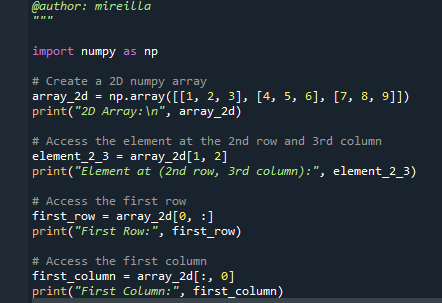 @author: mireilla
"""
import numpy as np
# Create a 2D numpy array
array_2d = np.array([[1, 2, 3], [4, 5, 6], [7, 8, 9]])
print("2D Array:\n", array_2d)
# Access the element at the 2nd row and 3rd column
element_2_3 = array_2d[1, 2]
print("Element at (2nd row, 3rd column):", element_2_3)
# Access the first row
first_row = array_2d[0, :]
print("First Row:", first_row)
# Access the first column
first_column = array_2d[:, 0]
print("First Column:", first_column)